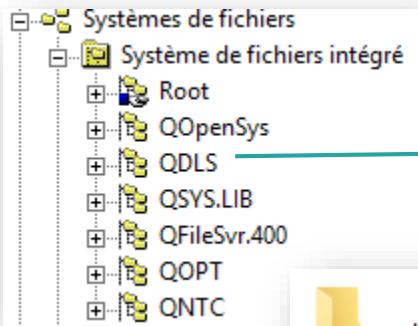 Systèmes de fichiers
Système de fichiers intégré
Root
QOpenSys
QDLS
QSYS.LIB
QFileSvr.400
QOPT
QNTC